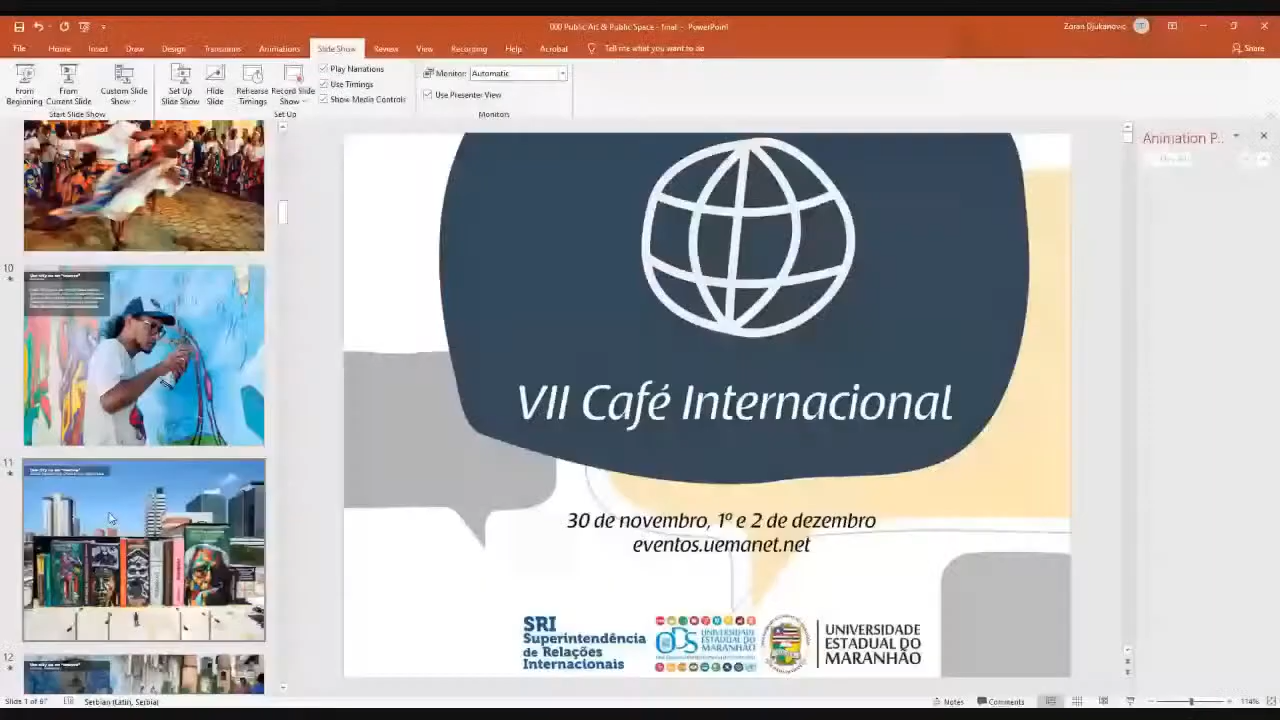 000 Public Art & Public Space - final - PowerPoint
Zoran Djukanovic
File Home Insert Draw Design Transitions Animations Slide Show Review View Recording Help Acrobat Tell me what you want to do
Share
From Beginning
From Current Slide
Custom Slide Show
Set Up Slide Show
Hide Slide
Rehearse Timings
Record Slide Show
Play Narrations
Use Timings
Show Media Controls
Monitor: Automatic
Use Presenter View
Start Slide Show
Set Up
Monitors
Animation P...
10
11
12
VII Café Internacional
30 de novembro, 1º e 2 de dezembro
eventos.uemanet.net
SRI
Superintendência
de Relações
Internacionais
ODS
UNIVERSIDADE
ESTADUAL DO
MARANHÃO
UNIVERSIDADE
ESTADUAL DO
MARANHÃO
Slide 1 of 67
Serbian (Latin, Serbia)
Notes
Comments
114%